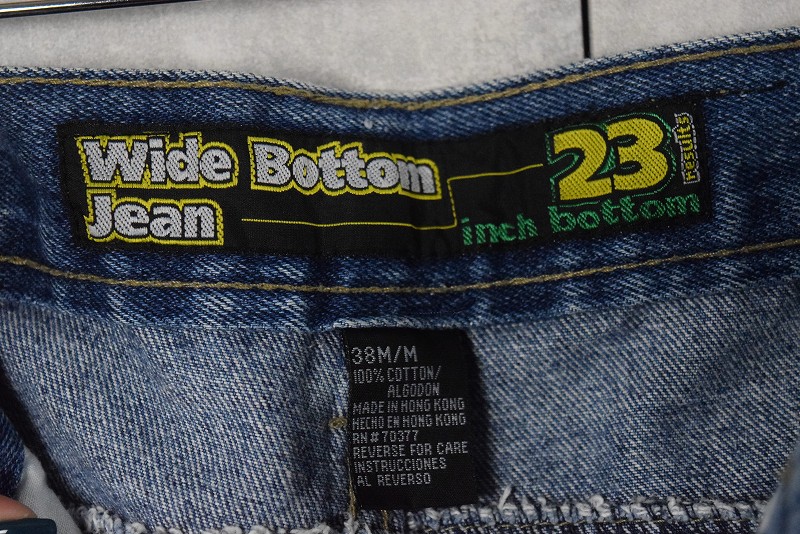 Wide Bottom
Jean
23
results
inch bottom
38M/M
100% COTTON/
ALGODON
MADE IN HONG KONG
HECHO EN HONG KONG
RN# 70377
REVERSE FOR CARE
INSTRUCCIONES
AL REVERSO